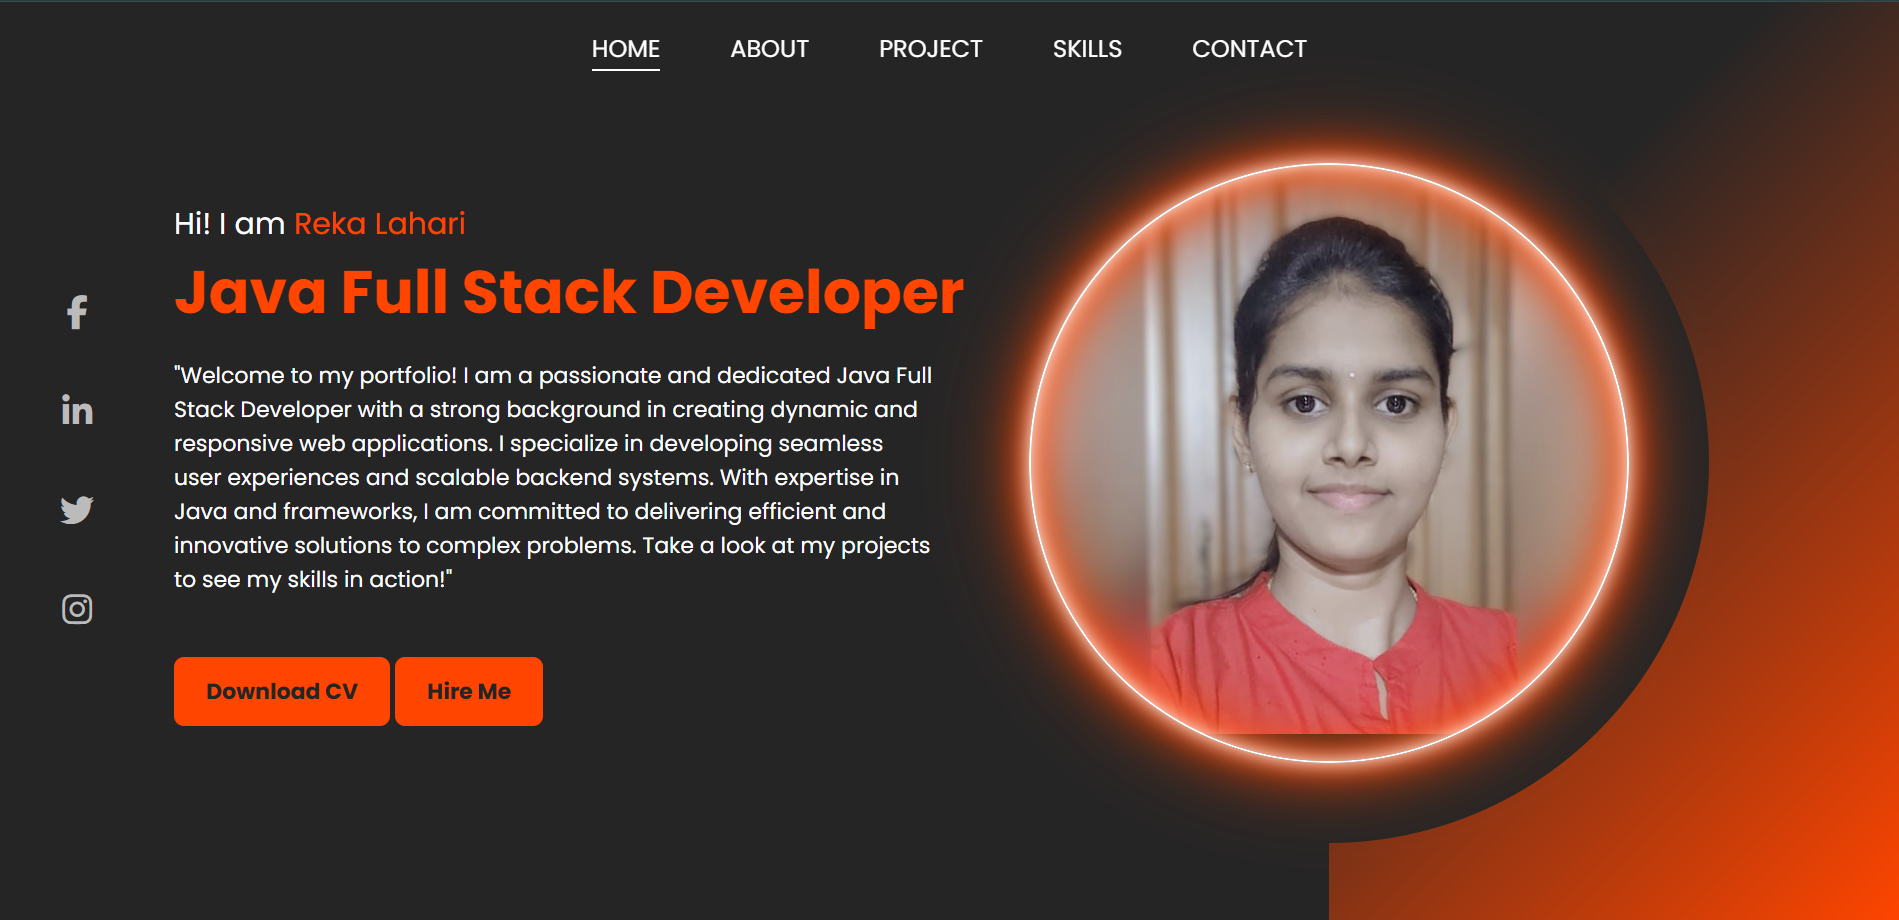 HOME ABOUT PROJECT SKILLS CONTACT
Hi! I am Reka Lahari
Java Full Stack Developer
"Welcome to my portfolio! I am a passionate and dedicated Java Full
Stack Developer with a strong background in creating dynamic and
responsive web applications. I specialize in developing seamless
user experiences and scalable backend systems. With expertise in
Java and frameworks, I am committed to delivering efficient and
innovative solutions to complex problems. Take a look at my projects
to see my skills in action!"
Download CV Hire Me